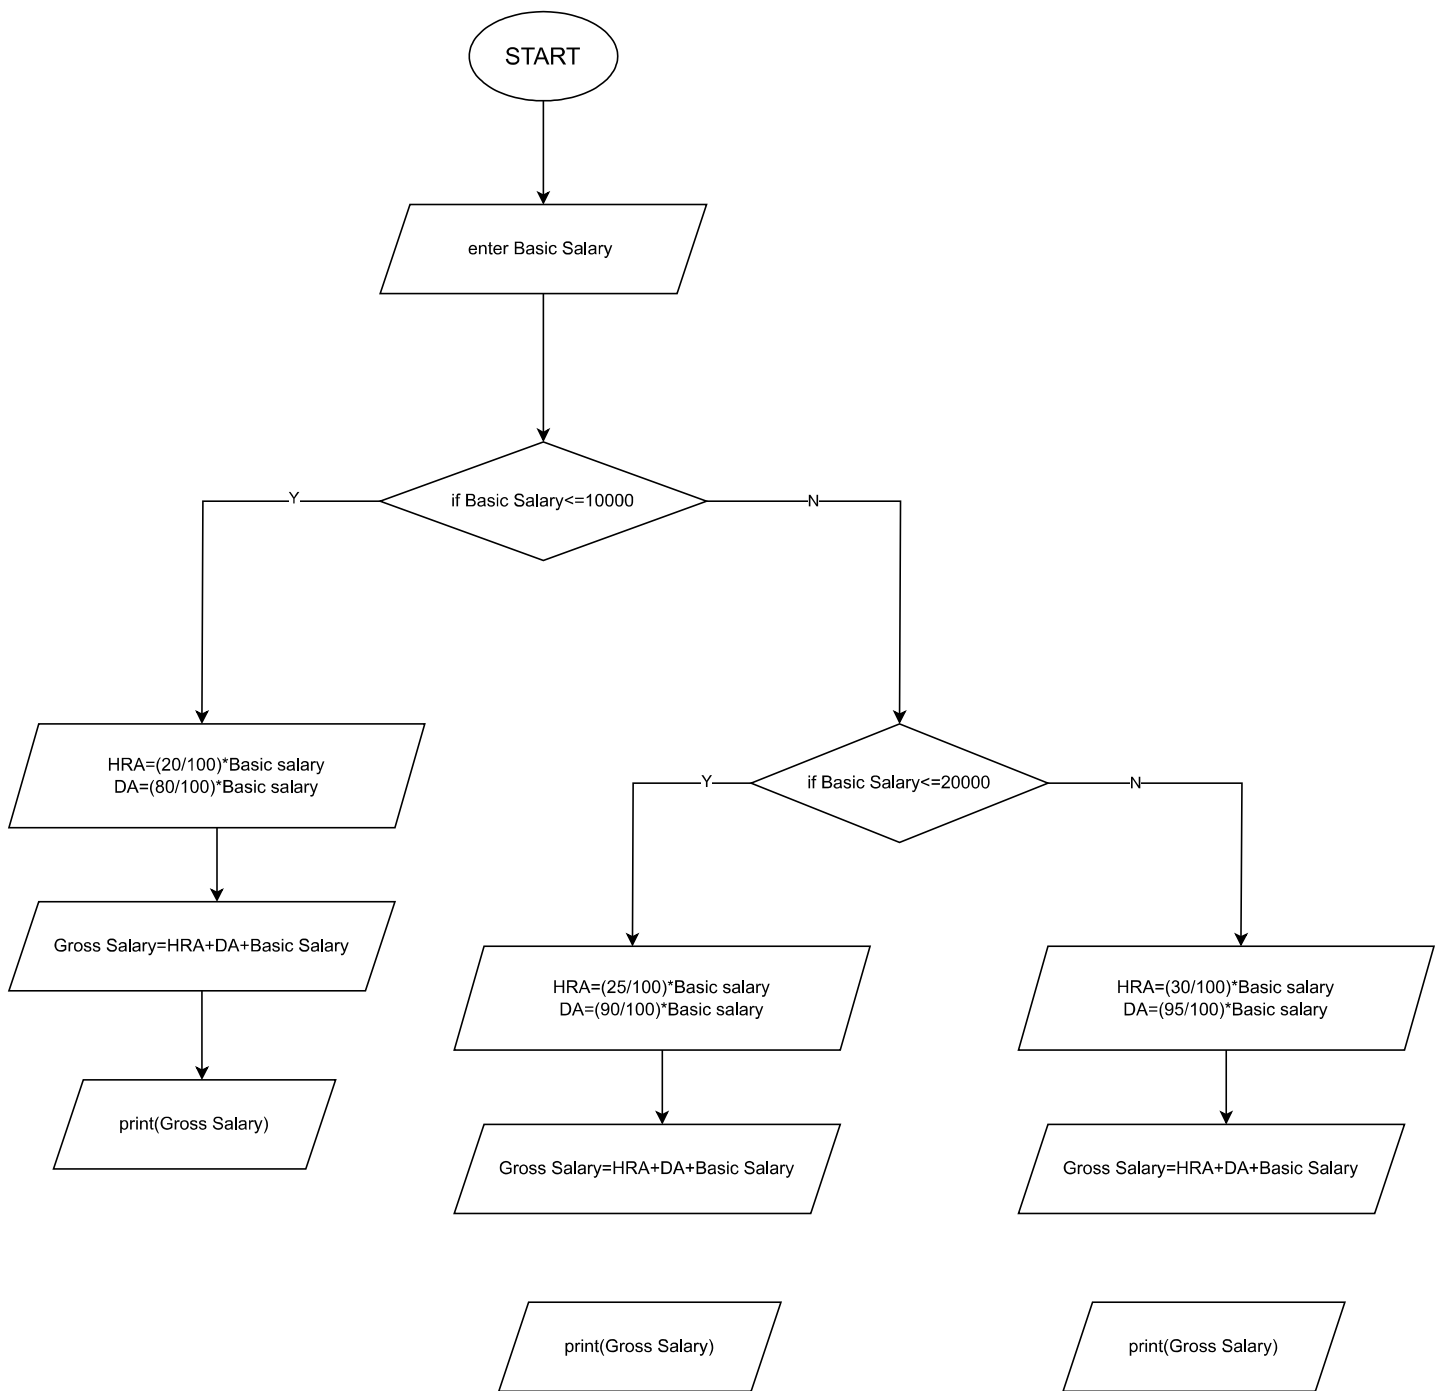 START
enter Basic Salary
if Basic Salary<=10000
Y
N
HRA=(20/100)*Basic salary
DA=(80/100)*Basic salary
Gross Salary=HRA+DA+Basic Salary
print(Gross Salary)
if Basic Salary<=20000
Y
N
HRA=(25/100)*Basic salary
DA=(90/100)*Basic salary
Gross Salary=HRA+DA+Basic Salary
print(Gross Salary)
HRA=(30/100)*Basic salary
DA=(95/100)*Basic salary
Gross Salary=HRA+DA+Basic Salary
print(Gross Salary)